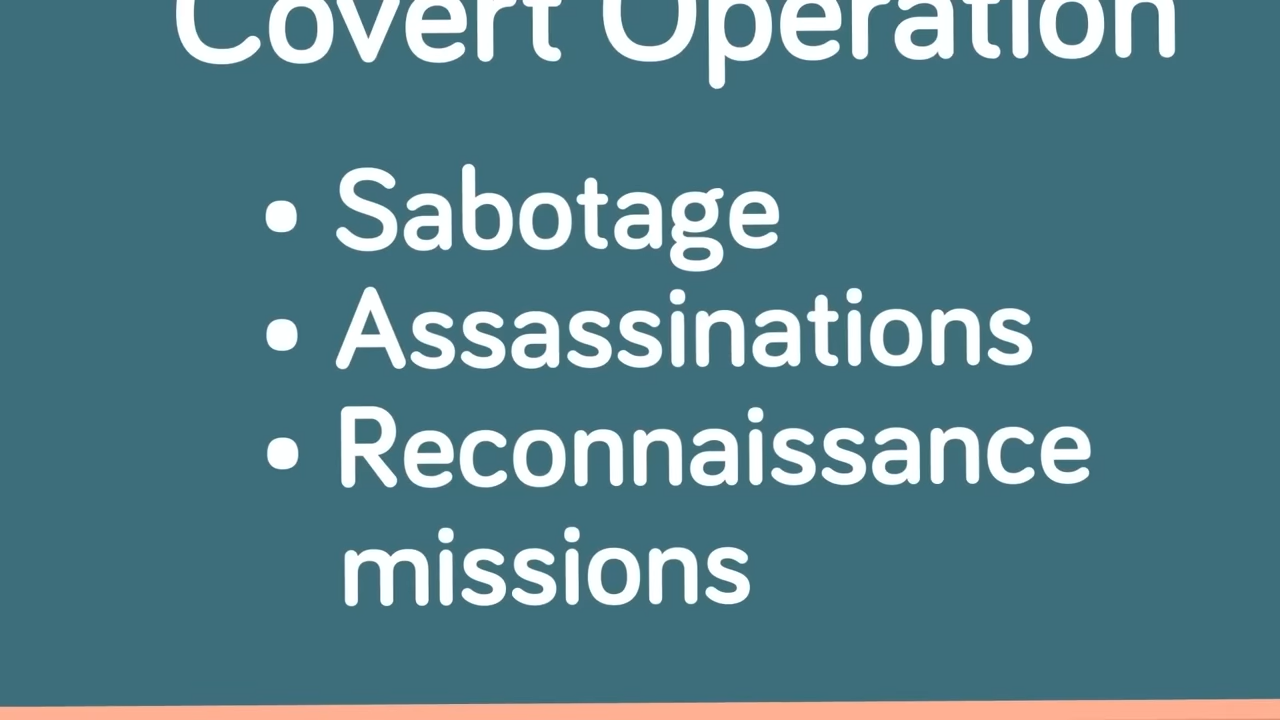 Covert Operation
• Sabotage
• Assassinations
• Reconnaissance
missions